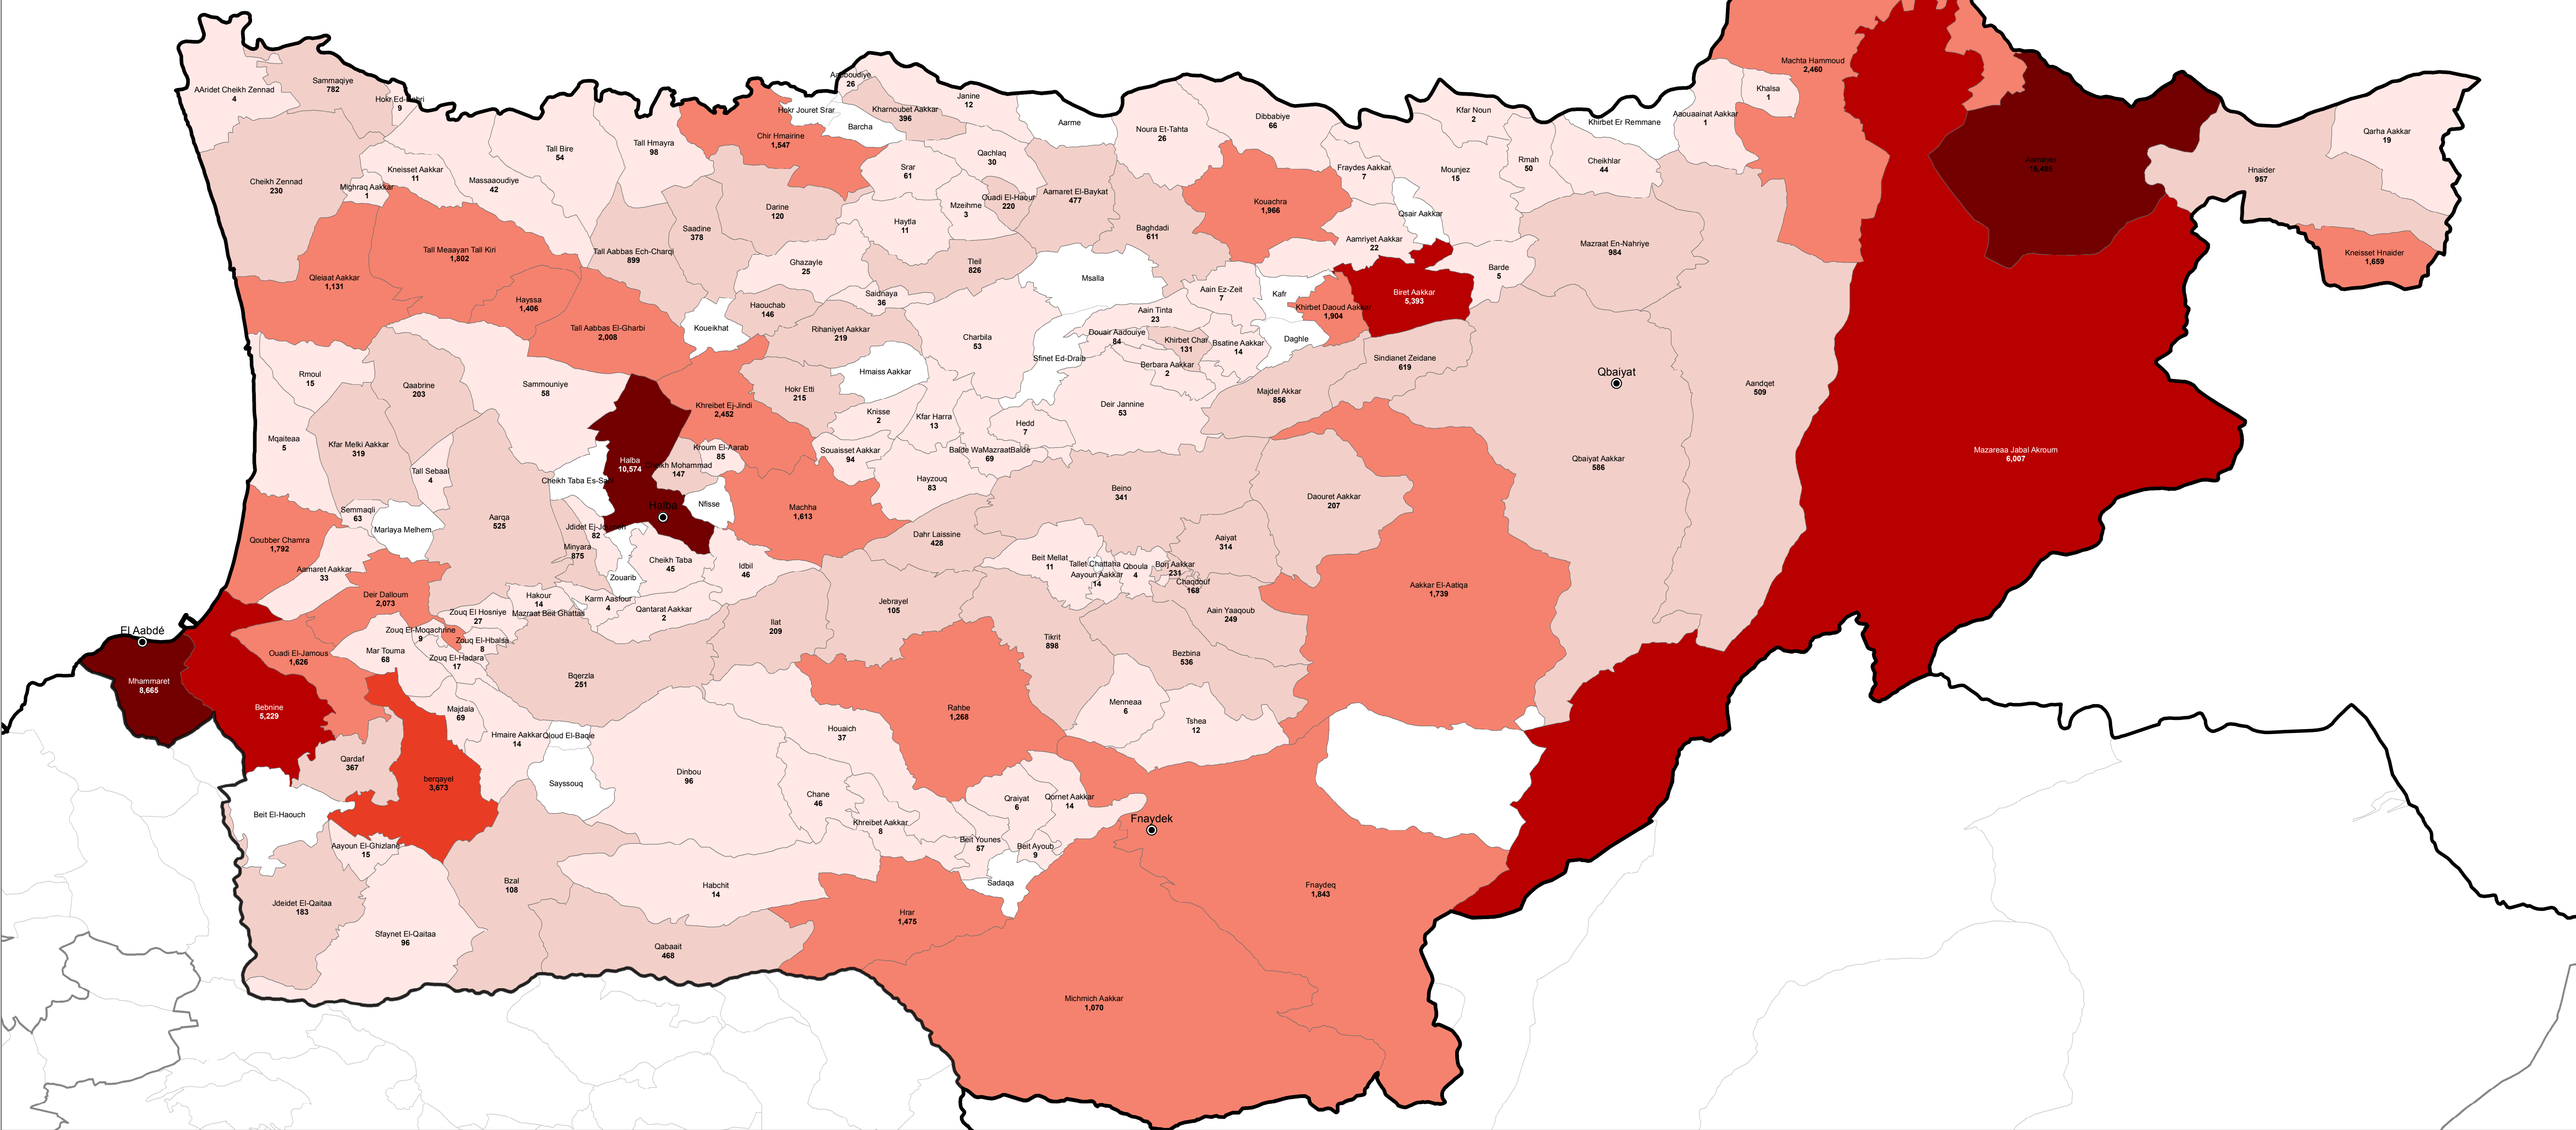 Machta Hammoud
2,460
Sammaqiye
782
AAridet Cheikh Zennad
4
9
26
Janine
12
Kharnoubet Aakkar
396
Khalsa
1
Aarme
Hokr Jouret Srar
Barcha
Chir Hmairine
1,547
Dibbabiye
66
Kfar Noun
2
Khirbet Er Remmane
Aaouaainat Aakkar
1
Noura Et-Tahta
26
Qarha Aakkar
19
Tall Bire
54
Tall Hmayra
98
Qachlaq
30
Srar
61
Fraydes Aakkar
7
Mounjez
15
Rmah
50
Cheikhlar
44
Hnaider
957
Kneisset Aakkar
11
Massaaoudiye
42
Mighraq Aakkar
1
Cheikh Zennad
230
Darine
120
Mzeihme
3
Ouadi El-Haour
220
Aamaret El-Baykat
477
Kouachra
1,966
Qsair Aakkar
Haytla
11
Saadine
378
Baghdadi
611
Aamriyet Aakkar
22
Mazraat En-Nahriye
984
Tall Meaayan Tall Kiri
1,802
Tall Aabbas Ech-Charqi
899
Kneisset Hnaider
1,659
Ghazayle
25
Tleil
826
Msalla
Barde
5
Qleiaat Aakkar
1,131
Hayssa
1,406
Saidnaya
36
Aain Ez-Zeit
7
Kafr
Biret Aakkar
5,393
Khirbet Daoud Aakkar
1,904
Haouchab
146
Aain Tinta
23
Tall Aabbas El-Gharbi
2,008
Koueikhat
Rihaniyet Aakkar
219
Charbila
53
Douair Aadouiye
84
Khirbet Char
131
Bsatine Aakkar
14
Daghle
Sfinet Ed-Draib
Berbara Aakkar
2
Sindianet Zeidane
619
Qbaiyat
Hmaiss Aakkar
Rmoul
15
Qaabrine
203
Sammouniye
58
Hokr Etti
215
Majdel Akkar
856
Aandqet
509
Khreibet Ej-Jindi
2,452
Knisse
2
Kfar Harra
13
Deir Jannine
53
Hedd
7
Mqaiteaa
5
Kfar Melki Aakkar
319
Kroum El-Aarab
85
Souaisset Aakkar
94
Balde WaMazraatBalde
69
Mazareaa Jabal Akroum
6,007
Halba
10,574
147
Tall Sebaal
4
Qbaiyat Aakkar
586
Hayzouq
83
Beino
341
Daouret Aakkar
207
Nfisse
Halba
Machha
1,613
Semmaqli
63
Aarqa
525
Marlaya Melhem
82
Qoubber Chamra
1,792
Dahr Laissine
428
Aaiyat
314
Minyara
875
Cheikh Taba
45
Idbil
46
Beit Mellat
11
Tallet Chattaha
Qboula
4
Borj Aakkar
231
Aamaret Aakkar
33
Aayoun Aakkar
14
Zouarib
Chaqdouf
168
Aakkar El-Aatiqa
1,739
Deir Dalloum
2,073
Hakour
14
Karm Aasfour
4
Jebrayel
105
Qantarat Aakkar
2
Zouq El Hosniye
27
Mazraat Beit Ghattas
Aain Yaaqoub
249
Ilat
209
El Aabdé
Zouq El-Moqachrine
9
Zouq El-Hbalsa
8
Tikrit
898
Mar Touma
68
Ouadi El-Jamous
1,626
Zouq El-Hadara
17
Bezbina
536
Bqerzla
251
Mhammaret
8,665
Menneaa
6
Bebnine
5,229
Majdala
69
Rahbe
1,268
Tshea
12
Houaich
37
Hmaire Aakkar
14
Qloud El-Baqie
Qardaf
367
Dinbou
96
berqayel
3,673
Sayssouq
Chane
46
Qraiyat
6
Qornet Aakkar
14
Beit El-Haouch
Khreibet Aakkar
8
Fnaydek
Beit Younes
57
Beit Ayoub
9
Aayoun El-Ghizlane
15
Bzal
108
Habchit
14
Sadaqa
Fnaydeq
1,843
Jdeidet El-Qaitaa
183
Hrar
1,475
Sfaynet El-Qaitaa
96
Qabaait
468
Michmich Aakkar
1,070